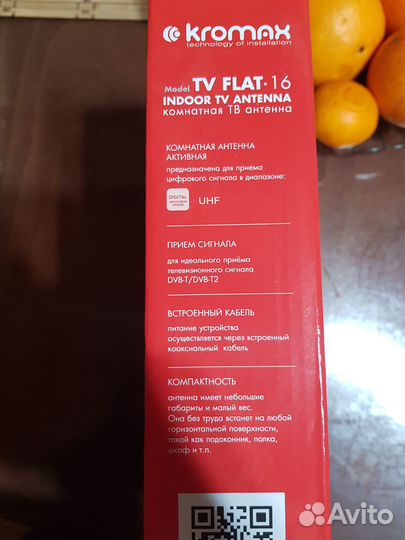 kromax
technology of installation
Model TV FLAT-16
INDOOR TV ANTENNA
комнатная ТВ антенна
КОМНАТНАЯ АНТЕННА
АКТИВНАЯ
предназначена для приема
цифрового сигнала в диапазоне:
DIGITAL
UHF
ПРИЕМ СИГНАЛА
для идеального приёма
телевизионного сигнала
DVB-T/DVB-T2
ВСТРОЕННЫЙ КАБЕЛЬ
питание устройства
осуществляется через встроенный
коаксиальный кабель
КОМПАКТНОСТЬ
антенна имеет небольшие
габариты и малый вес.
Она без труда встанет на любой
горизонтальной поверхности,
такой как подоконник, полка,
шкаф и т.п.
Avito